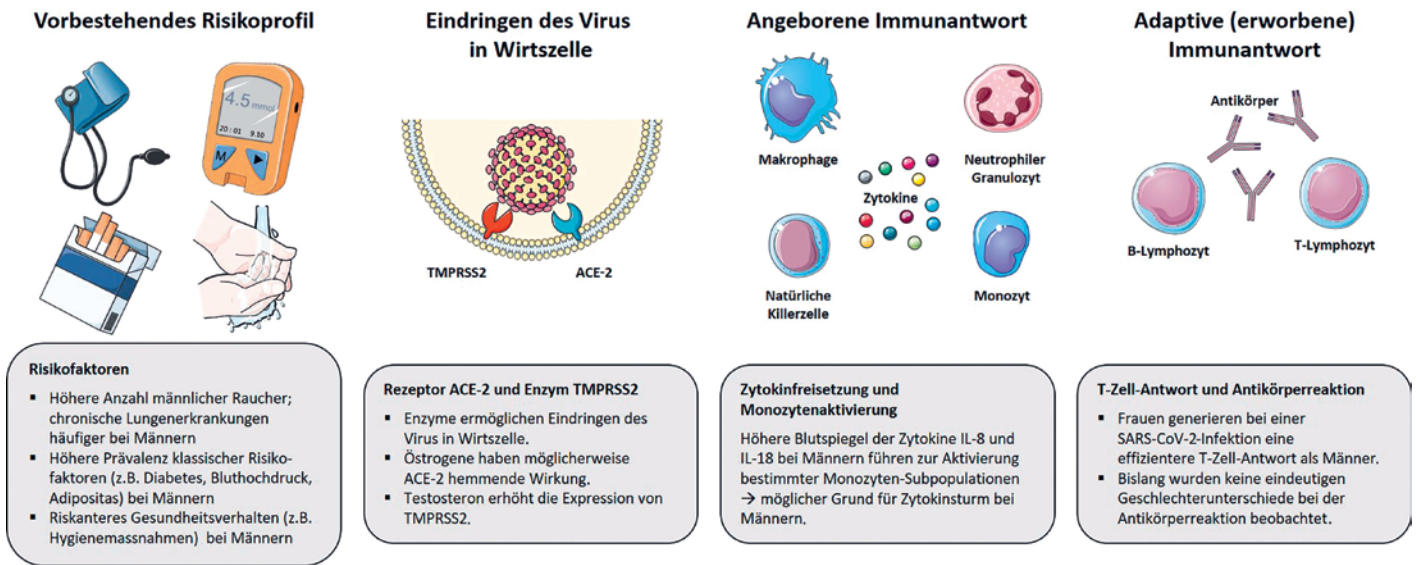 Vorbestehendes Risikoprofil
4.5 mmol
20:01 9.10
M
Risikofaktoren
▪ Höhere Anzahl männlicher Raucher;
chronische Lungenerkrankungen
häufiger bei Männern
▪ Höhere Prävalenz klassischer Risiko-
faktoren (z.B. Diabetes, Bluthochdruck,
Adipositas) bei Männern
▪ Riskanteres Gesundheitsverhalten (z.B.
Hygienemassnahmen) bei Männern
Eindringen des Virus
in Wirtszelle
TMPRSS2
ACE-2
Rezeptor ACE-2 und Enzym TMPRSS2
▪ Enzyme ermöglichen Eindringen des
Virus in Wirtszelle.
▪ Östrogene haben möglicherweise
ACE-2 hemmende Wirkung.
▪ Testosteron erhöht die Expression von
TMPRSS2.
Angeborene Immunantwort
Makrophage
Neutrophiler
Granulozyt
Zytokine
Natürliche
Killerzelle
Monozyt
Zytokinfreisetzung und
Monozytenaktivierung
Höhere Blutspiegel der Zytokine IL-8 und
IL-18 bei Männern führen zur Aktivierung
bestimmter Monozyten-Subpopulationen
→ möglicher Grund für Zytokinsturm bei
Männern.
Adaptive (erworbene)
Immunantwort
Antikörper
B-Lymphozyt
T-Lymphozyt
T-Zell-Antwort und Antikörperreaktion
▪ Frauen generieren bei einer
SARS-CoV-2-Infektion eine
effizientere T-Zell-Antwort als Männer.
▪ Bislang wurden keine eindeutigen
Geschlechterunterschiede bei der
Antikörperreaktion beobachtet.